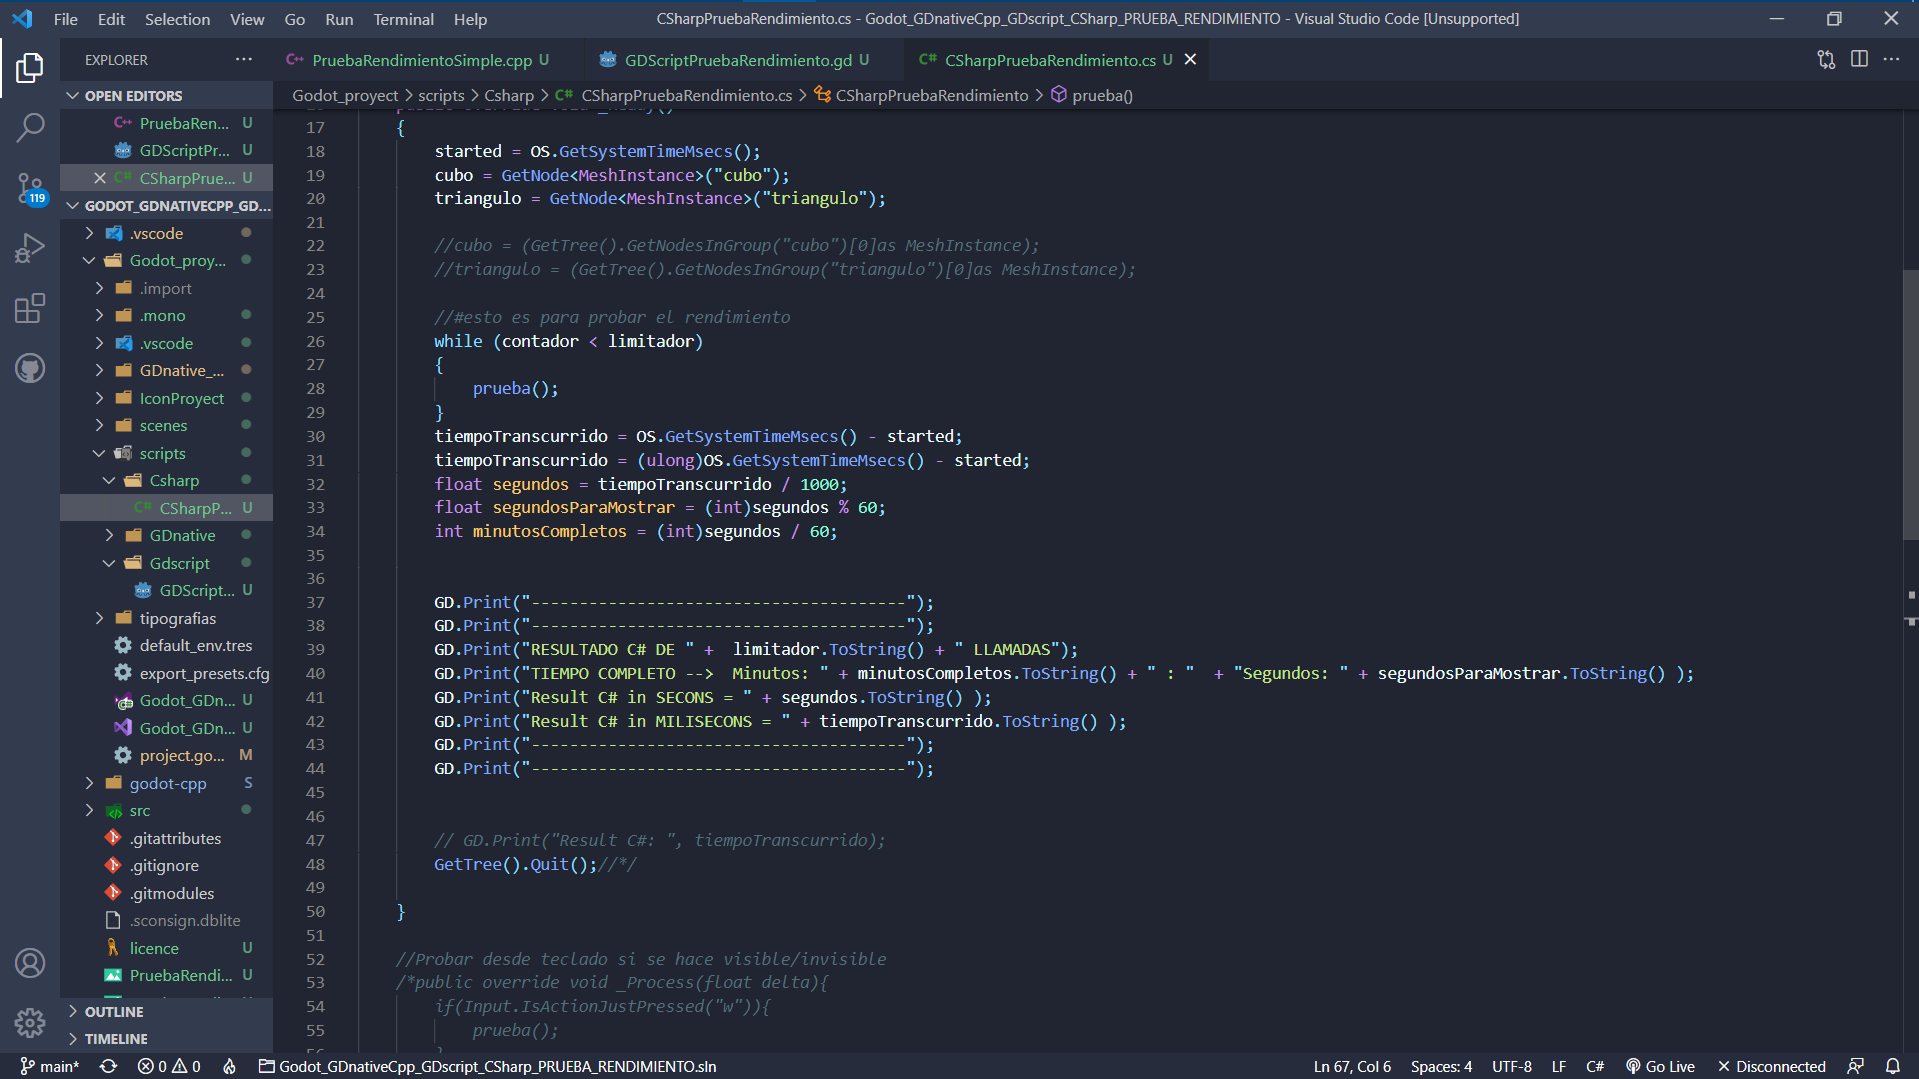 File Edit Selection View Go Run Terminal Help
CSharpPruebaRendimiento.cs - Godot_GDnativeCpp_GDscript_CSharp_PRUEBA_RENDIMIENTO - Visual Studio Code [Unsupported]
EXPLORER
PruebaRendimientoSimple.cpp U
GDScriptPruebaRendimiento.gd U
C# CSharpPruebaRendimiento.cs U
Godot_proyect > scripts > Csharp > C# CSharpPruebaRendimiento.cs > CSharpPruebaRendimiento > prueba()
OPEN EDITORS
PruebaRen... U
GDScriptPr... U
C# CSharpPrue... U
119
GODOT_GDNATIVECPP_GD...
.vscode
Godot_proy...
.import
.mono
.vscode
GDnative_...
IconProyect
scenes
scripts
Csharp
C# CSharpP... U
GDnative
Gdscript
GDScript... U
tipografias
default_env.tres
export_presets.cfg
Godot_GDn... U
Godot_GDn... U
project.go... M
godot-cpp S
src
.gitattributes
.gitignore
.gitmodules
.sconsign.dblite
licence U
PruebaRendi... U
OUTLINE
TIMELINE
17 {
18 started = OS.GetSystemTimeMsecs();
19 cubo = GetNode<MeshInstance>("cubo");
20 triangulo = GetNode<MeshInstance>("triangulo");
21
22 //cubo = (GetTree().GetNodesInGroup("cubo")[0]as MeshInstance);
23 //triangulo = (GetTree().GetNodesInGroup("triangulo")[0]as MeshInstance);
24
25 //#esto es para probar el rendimiento
26 while (contador < limitador)
27 {
28 prueba();
29 }
30 tiempoTranscurrido = OS.GetSystemTimeMsecs() - started;
31 tiempoTranscurrido = (ulong)OS.GetSystemTimeMsecs() - started;
32 float segundos = tiempoTranscurrido / 1000;
33 float segundosParaMostrar = (int)segundos % 60;
34 int minutosCompletos = (int)segundos / 60;
35
36
37 GD.Print("---------------------------------------");
38 GD.Print("---------------------------------------");
39 GD.Print("RESULTADO C# DE " +  limitador.ToString() + " LLAMADAS");
40 GD.Print("TIEMPO COMPLETO -->  Minutos: " + minutosCompletos.ToString() + " : "  + "Segundos: " + segundosParaMostrar.ToString() );
41 GD.Print("Result C# in SECONS = " + segundos.ToString() );
42 GD.Print("Result C# in MILISECONS = " + tiempoTranscurrido.ToString() );
43 GD.Print("---------------------------------------");
44 GD.Print("---------------------------------------");
45
46
47 // GD.Print("Result C#: ", tiempoTranscurrido);
48 GetTree().Quit();//*/
49
50 }
51
52 //Probar desde teclado si se hace visible/invisible
53 /*public override void _Process(float delta){
54 if(Input.IsActionJustPressed("w")){
55 prueba();
main* 0 0 Godot_GDnativeCpp_GDscript_CSharp_PRUEBA_RENDIMIENTO.sln
Ln 67, Col 6 Spaces: 4 UTF-8 LF C# Go Live Disconnected